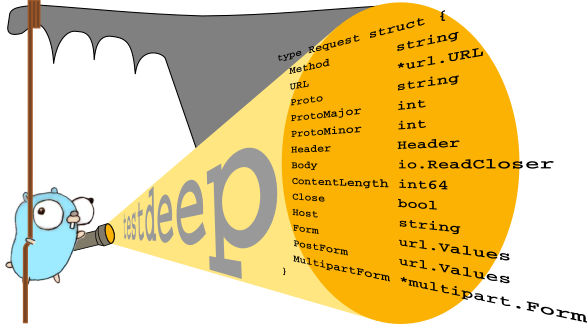 testdeep
type Request struct {
Method string
URL *url.URL
Proto string
ProtoMajor int
ProtoMinor int
Header Header
Body io.ReadCloser
ContentLength int64
Close bool
Host string
Form url.Values
PostForm url.Values
MultipartForm *multipart.Form
}